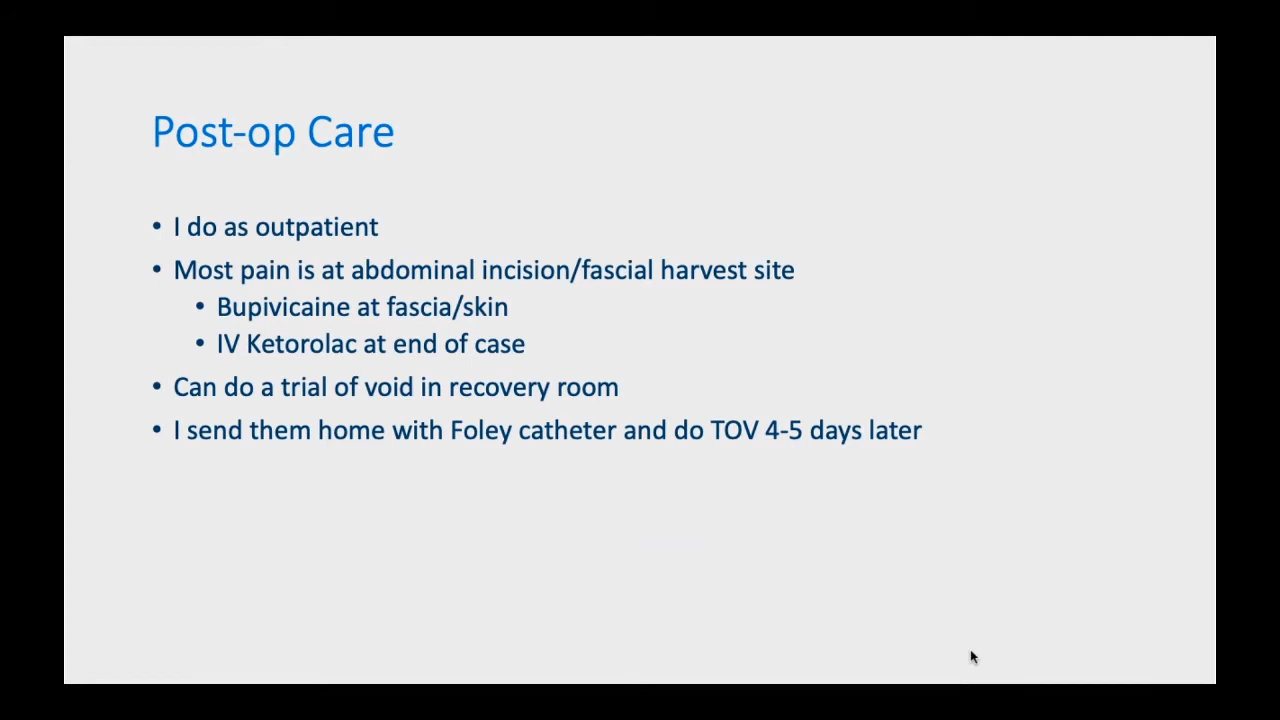 Post-op Care
• I do as outpatient
• Most pain is at abdominal incision/fascial harvest site
• Bupivicaine at fascia/skin
• IV Ketorolac at end of case
• Can do a trial of void in recovery room
• I send them home with Foley catheter and do TOV 4-5 days later